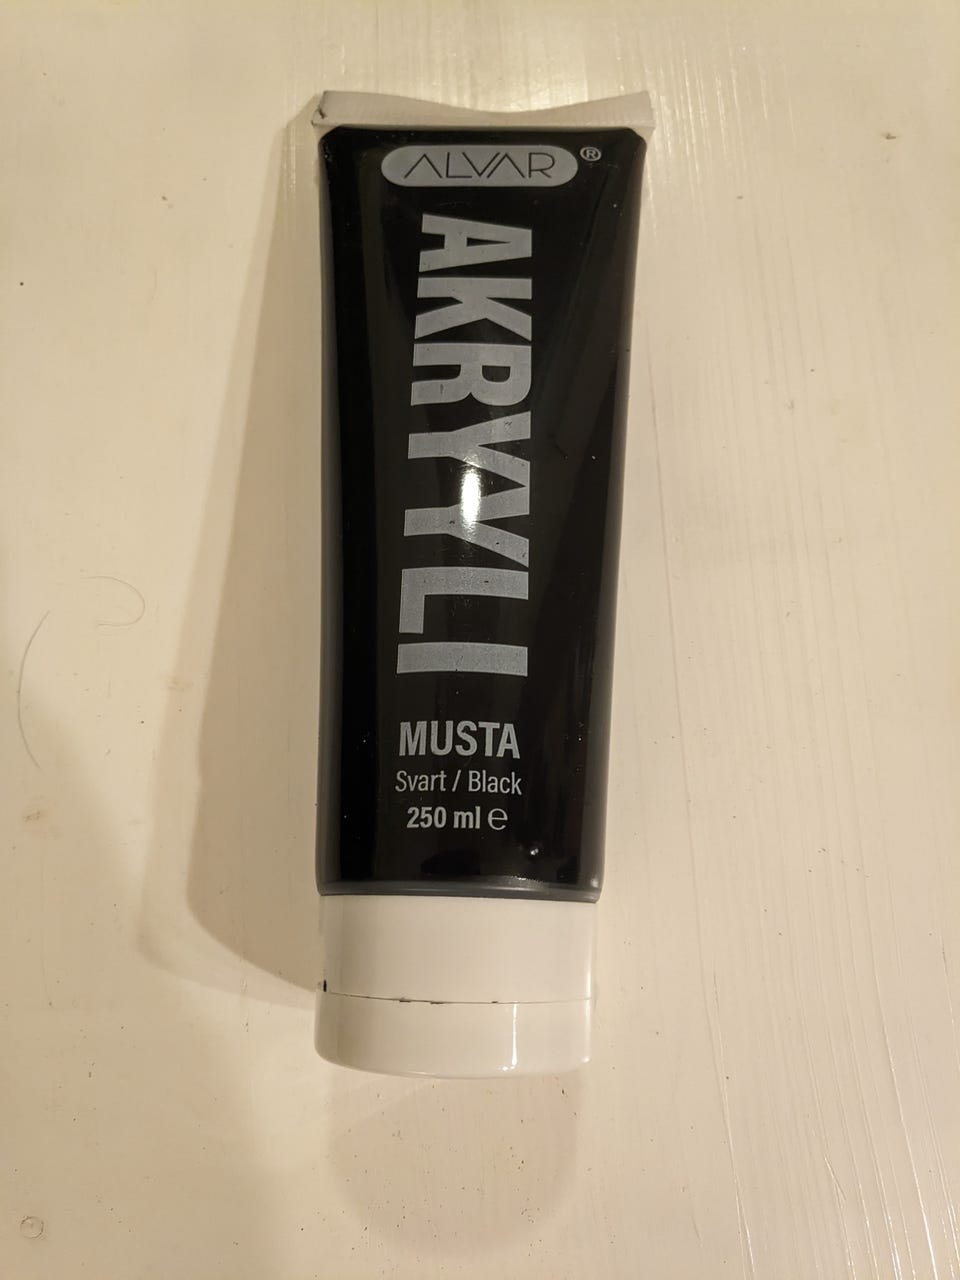 ALVAR ®
AKRYYLI
MUSTA
Svart / Black
250 ml ℮